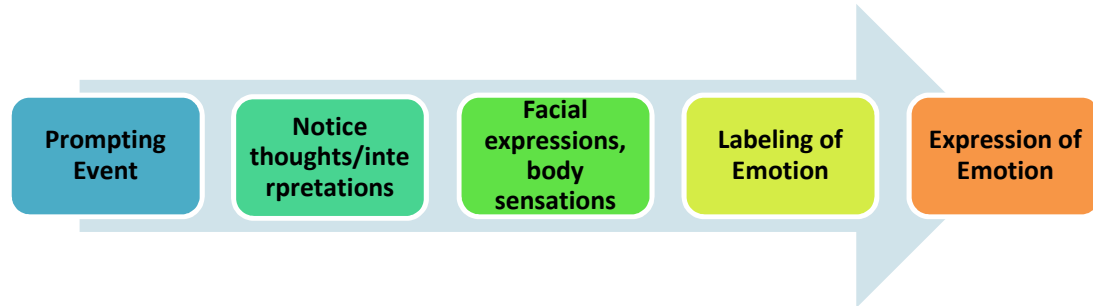 Prompting
Event
Notice
thoughts/inte
rpretations
Facial
expressions,
body
sensations
Labeling of
Emotion
Expression of
Emotion